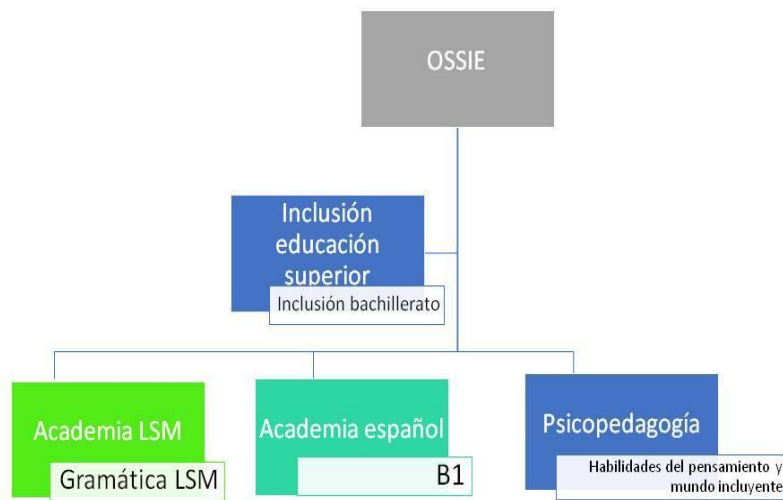 OSSIE
Inclusión
educación
superior
Inclusión bachillerato
Academia LSM
Gramática LSM
Academia español
B1
Psicopedagogía
Habilidades del pensamiento y
mundo incluyente